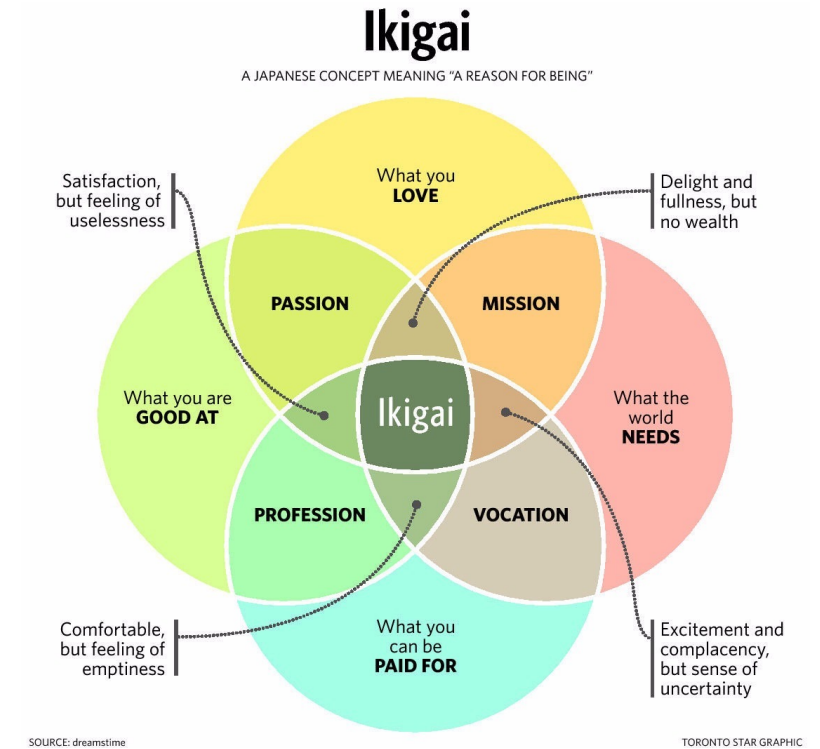 Ikigai
A JAPANESE CONCEPT MEANING “A REASON FOR BEING”
Satisfaction,
but feeling of
uselessness
What you
LOVE
Delight and
fullness, but
no wealth
PASSION
MISSION
What you are
GOOD AT
Ikigai
What the
world
NEEDS
PROFESSION
VOCATION
Comfortable,
but feeling of
emptiness
What you
can be
PAID FOR
Excitement and
complacency,
but sense of
uncertainty
SOURCE: dreamstime
TORONTO STAR GRAPHIC